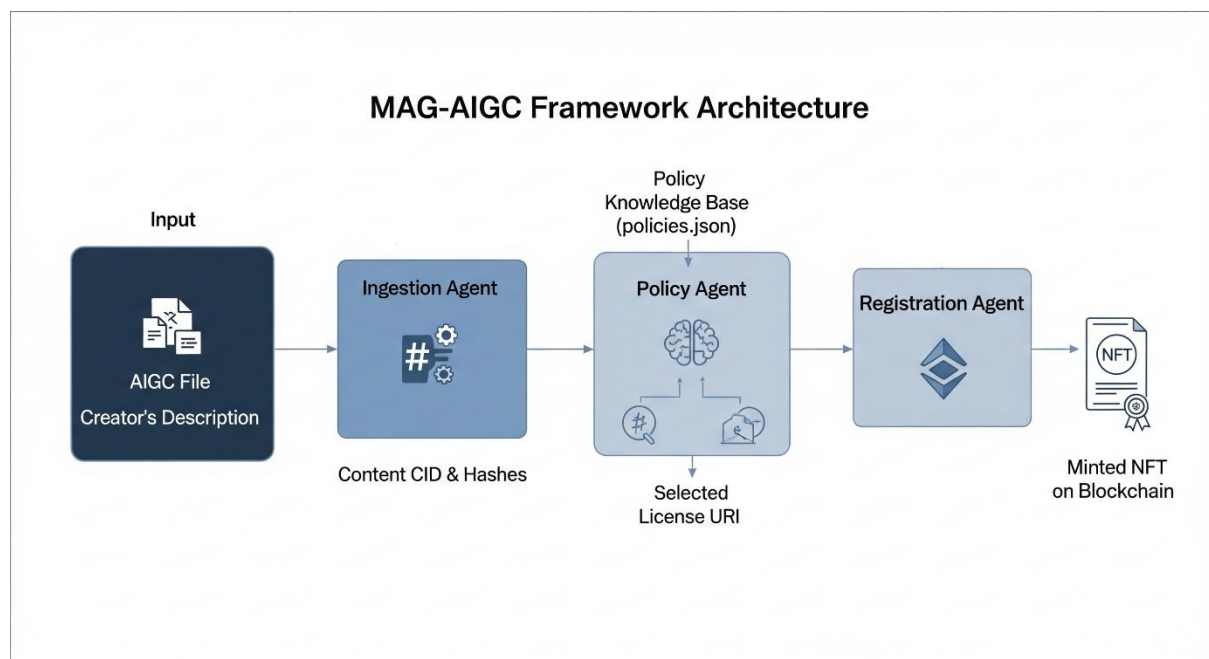 MAG-AIGC Framework Architecture
Input
AIGC File
Creator's Description
Ingestion Agent
#
Content CID & Hashes
Policy
Knowledge Base
(policies.json)
Policy Agent
#
Selected
License URI
Registration Agent
NFT
Minted NFT
on Blockchain